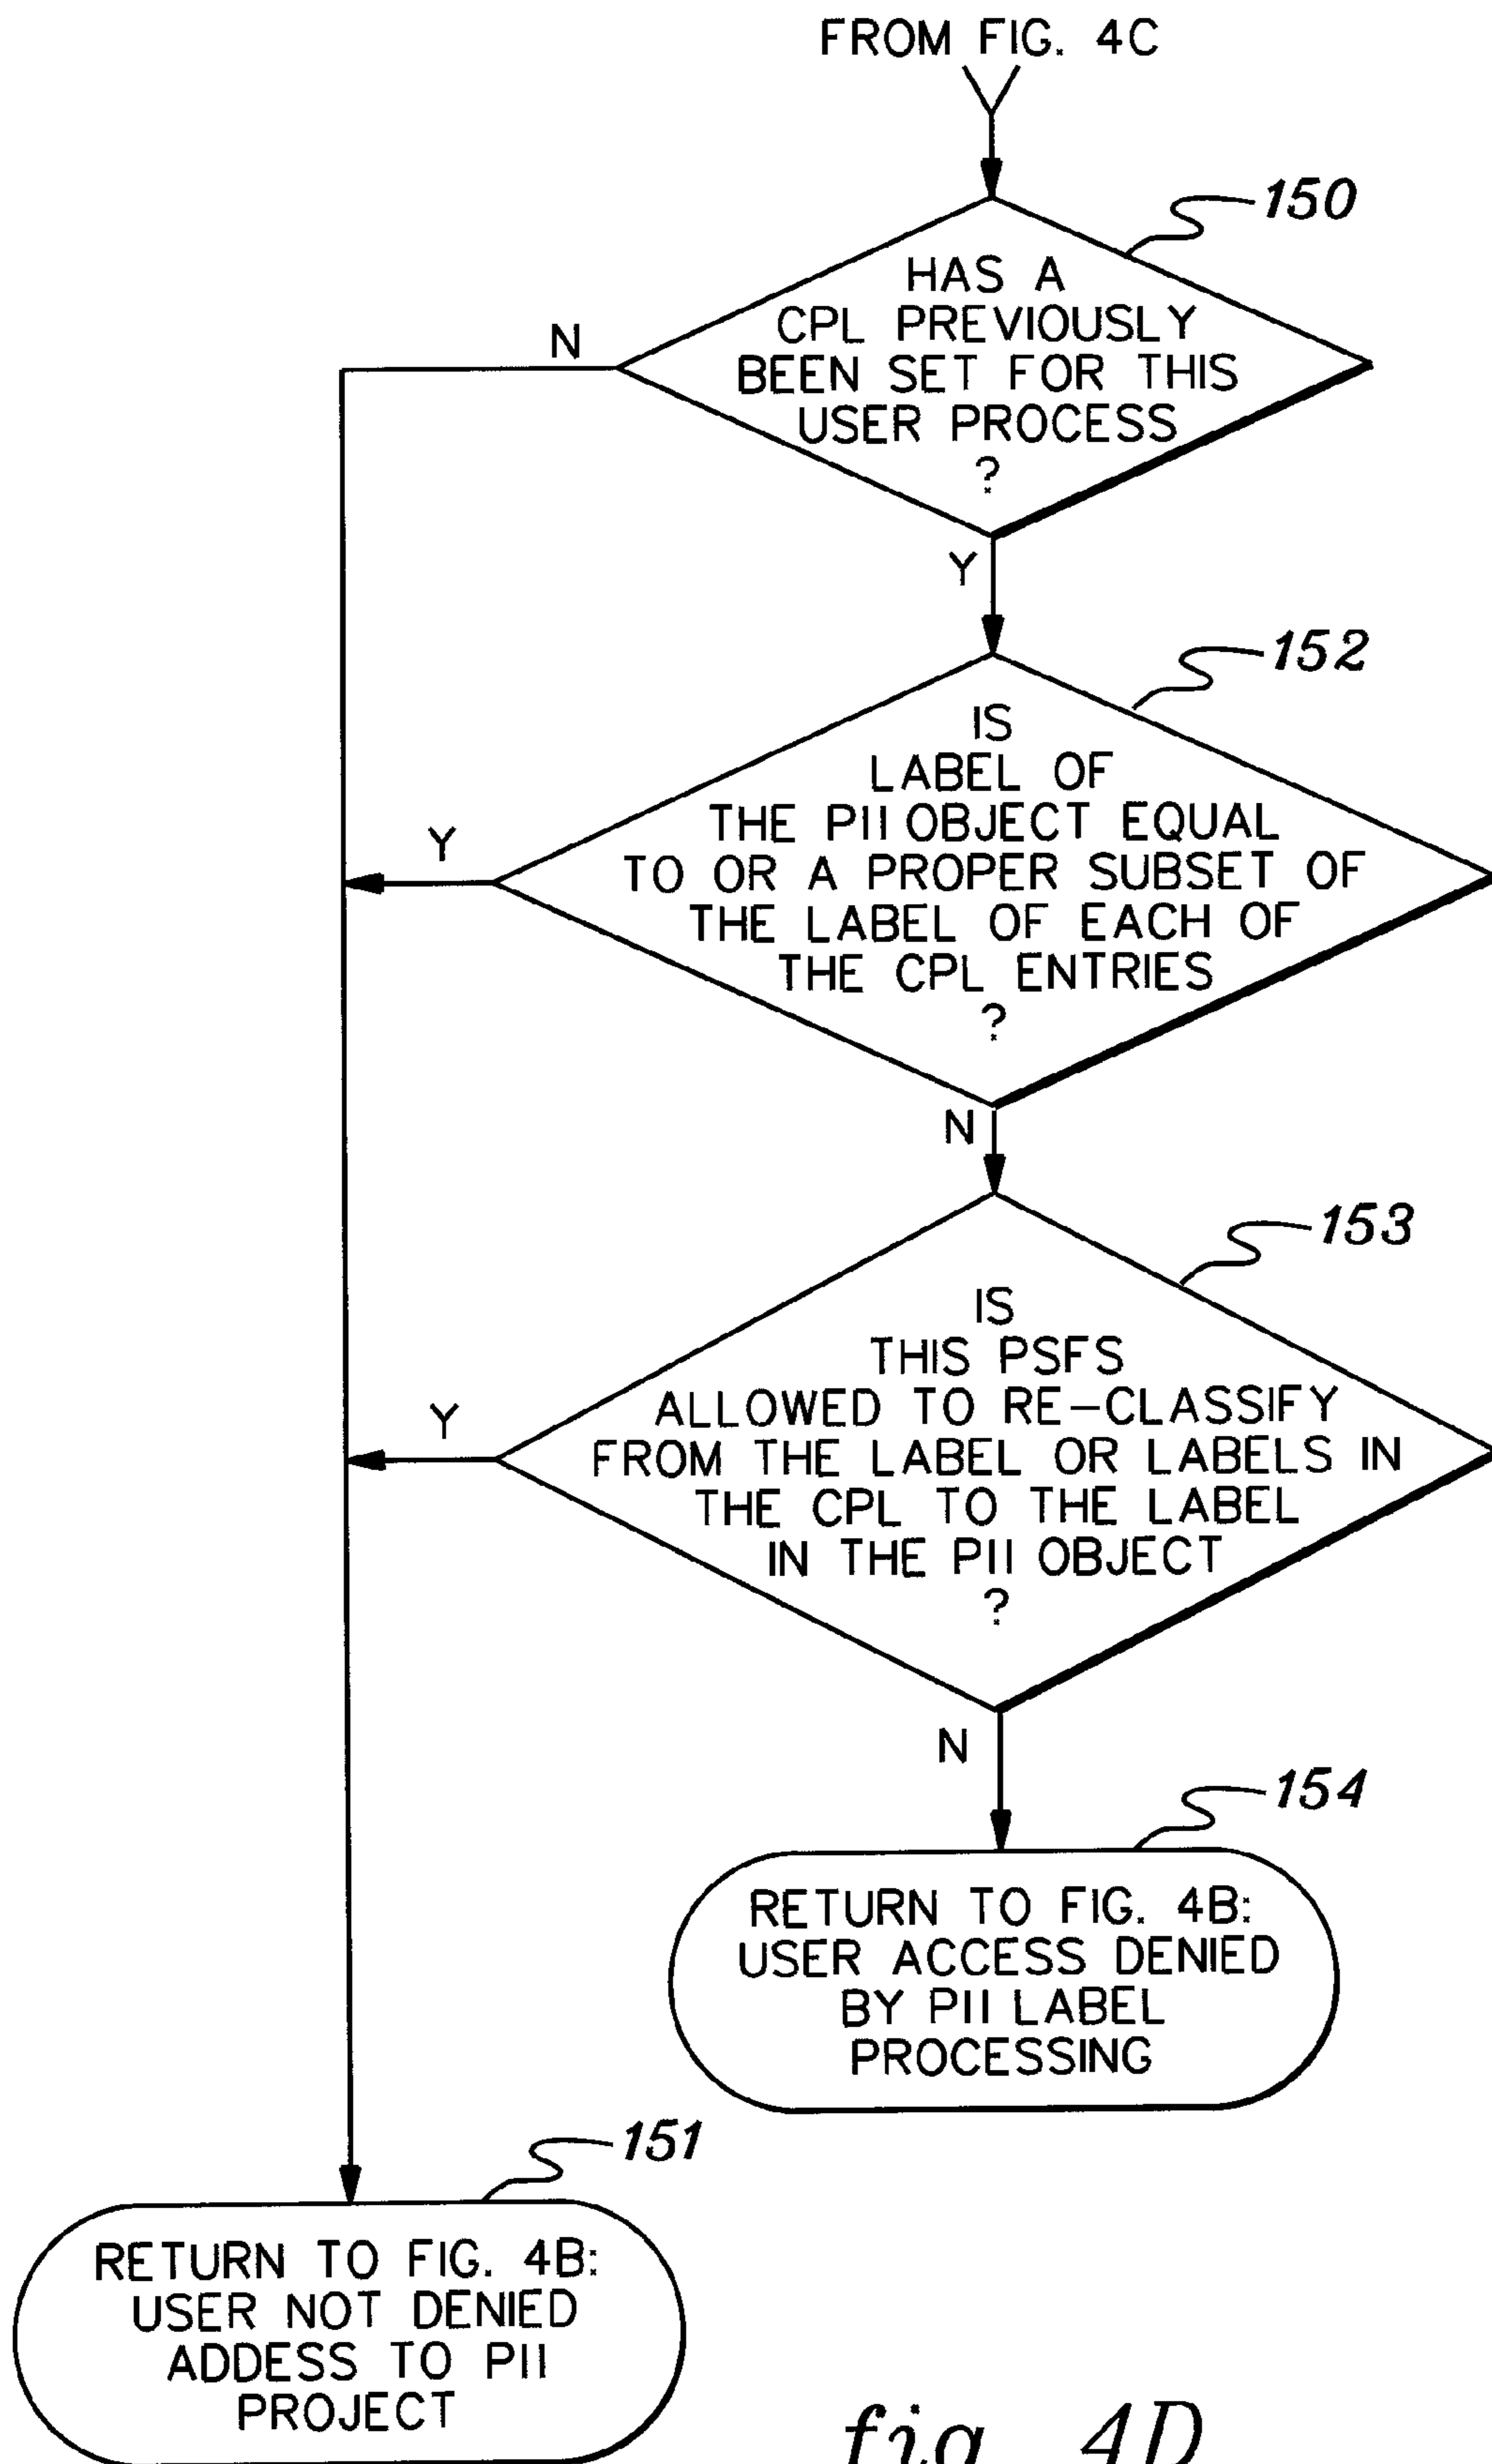 FROM FIG. 4C
150
HAS A
CPL PREVIOUSLY
BEEN SET FOR THIS
USER PROCESS
?
N
Y
152
IS
LABEL OF
THE PII OBJECT EQUAL
TO OR A PROPER SUBSET OF
THE LABEL OF EACH OF
THE CPL ENTRIES
?
Y
N
153
IS
THIS PSFS
ALLOWED TO RE-CLASSIFY
FROM THE LABEL OR LABELS IN
THE CPL TO THE LABEL
IN THE PII OBJECT
?
Y
N
154
RETURN TO FIG. 4B:
USER ACCESS DENIED
BY PII LABEL
PROCESSING
151
RETURN TO FIG. 4B:
USER NOT DENIED
ADDESS TO PII
PROJECT
fig. 4D